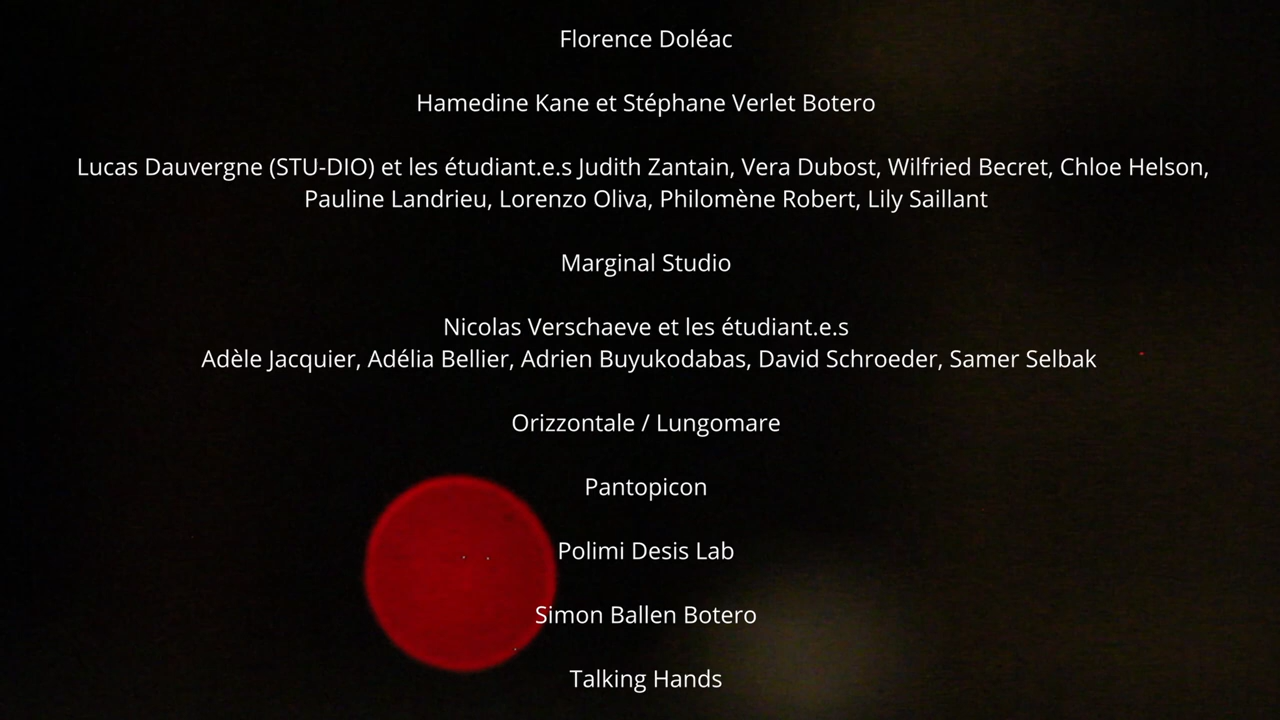 Florence Doléac
Hamedine Kane et Stéphane Verlet Botero
Lucas Dauvergne (STU-DIO) et les étudiant.e.s Judith Zantain, Vera Dubost, Wilfried Becret, Chloe Helson,
Pauline Landrieu, Lorenzo Oliva, Philomène Robert, Lily Saillant
Marginal Studio
Nicolas Verschaeve et les étudiant.e.s
Adèle Jacquier, Adélia Bellier, Adrien Buyukodabas, David Schroeder, Samer Selbak
Orizzontale / Lungomare
Pantopicon
Polimi Desis Lab
Simon Ballen Botero
Talking Hands